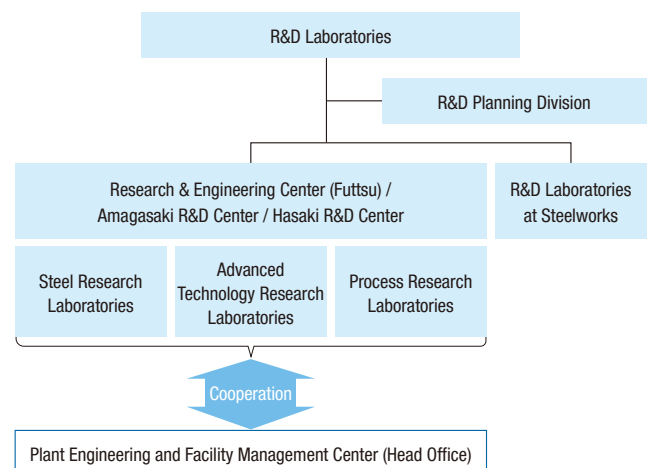 R&D Laboratories
R&D Planning Division
Research & Engineering Center (Futtsu) /
Amagasaki R&D Center / Hasaki R&D Center
R&D Laboratories
at Steelworks
Steel Research
Laboratories
Advanced
Technology Research
Laboratories
Process Research
Laboratories
Cooperation
Plant Engineering and Facility Management Center (Head Office)